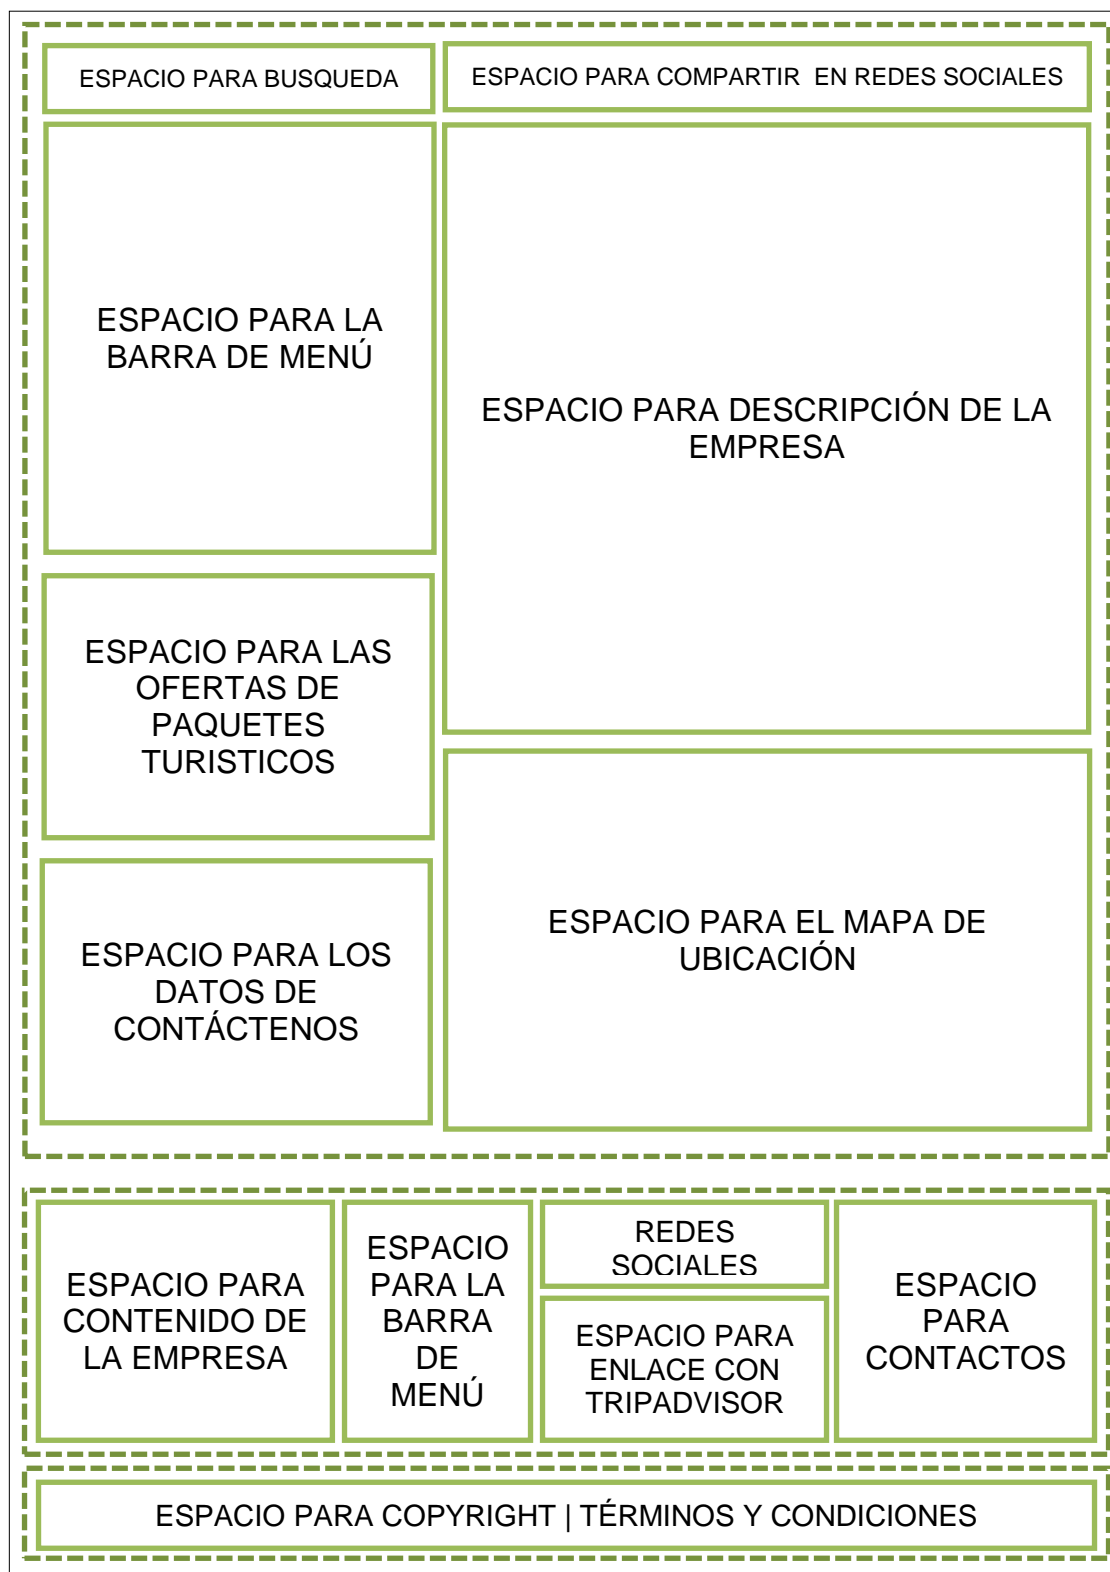 ESPACIO PARA BUSQUEDA
ESPACIO PARA COMPARTIR EN REDES SOCIALES
ESPACIO PARA LA
BARRA DE MENÚ
ESPACIO PARA DESCRIPCIÓN DE LA
EMPRESA
ESPACIO PARA LAS
OFERTAS DE
PAQUETES
TURISTICOS
ESPACIO PARA EL MAPA DE
UBICACIÓN
ESPACIO PARA LOS
DATOS DE
CONTÁCTENOS
ESPACIO PARA
CONTENIDO DE
LA EMPRESA
ESPACIO
PARA LA
BARRA
DE
MENÚ
REDES
SOCIALES
ESPACIO PARA
ENLACE CON
TRIPADVISOR
ESPACIO
PARA
CONTACTOS
ESPACIO PARA COPYRIGHT | TÉRMINOS Y CONDICIONES